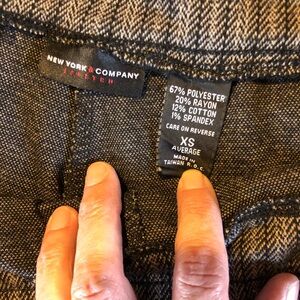 NEW YORK & COMPANY
STRETCH
67% POLYESTER
20% RAYON
12% COTTON
1% SPANDEX
CARE ON REVERSE
XS
AVERAGE
MADE IN
TAIWAN R.O.C.